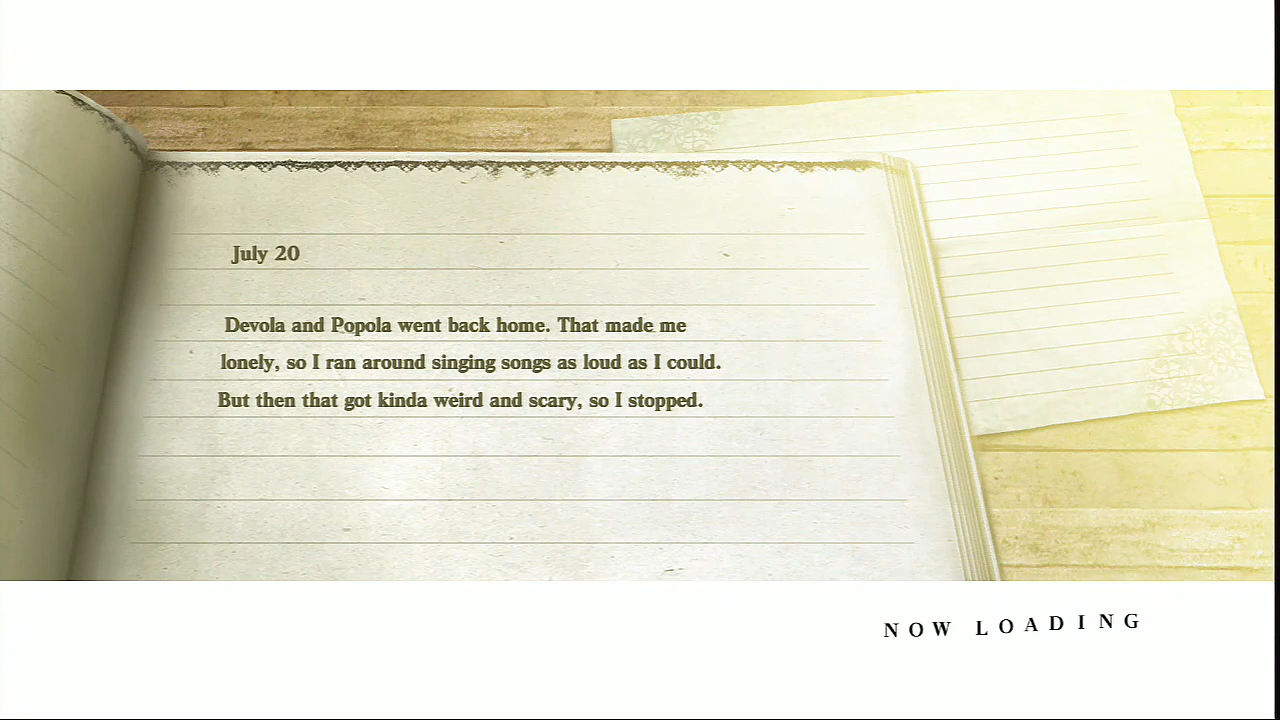 July 20
Devola and Popola went back home. That made me
lonely, so I ran around singing songs as loud as I could.
But then that got kinda weird and scary, so I stopped.
NOW LOADING